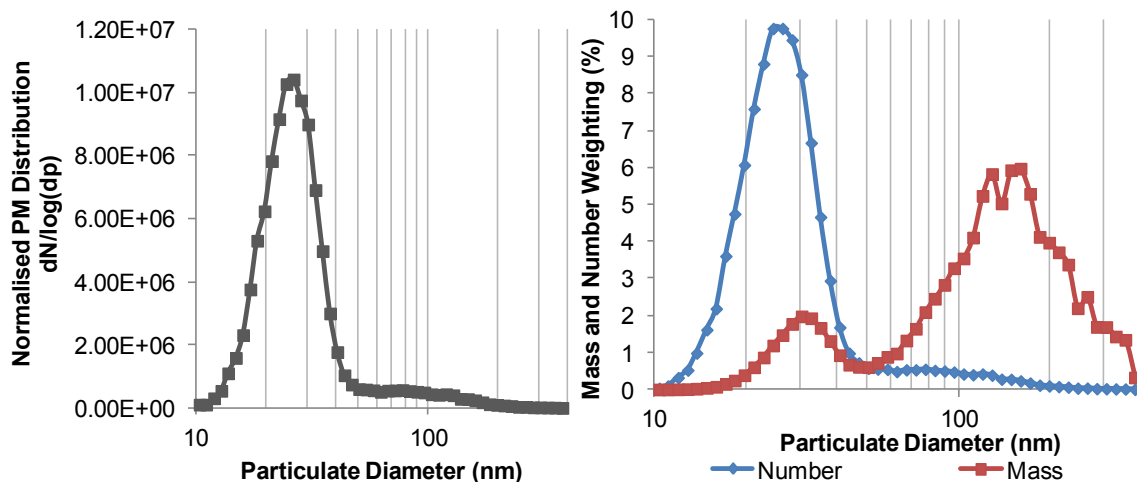 Normalised PM Distribution
dN/log(dp)
1.20E+07
1.00E+07
8.00E+06
6.00E+06
4.00E+06
2.00E+06
0.00E+00
10
100
Particulate Diameter (nm)
Mass and Number Weighting (%)
10
9
8
7
6
5
4
3
2
1
0
10
100
Particulate Diameter (nm)
Number
Mass